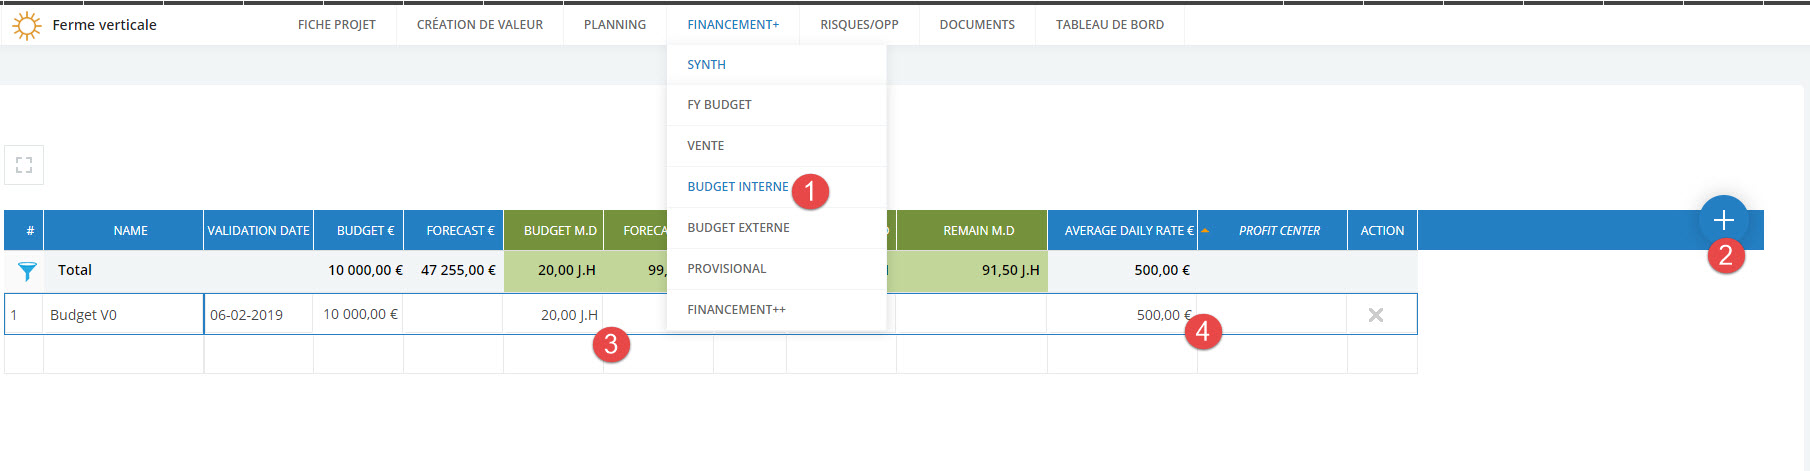 Ferme verticale FICHE PROJET CRÉATION DE VALEUR PLANNING FINANCEMENT+ RISQUES/OPP DOCUMENTS TABLEAU DE BORD
SYNTH
FY BUDGET
VENTE
BUDGET INTERNE 1
BUDGET EXTERNE
PROVISIONAL
FINANCEMENT++
# NAME VALIDATION DATE BUDGET € FORECAST € BUDGET M.D REMAIN M.D AVERAGE DAILY RATE € PROFIT CENTER ACTION
2
Total 10 000,00 € 47 255,00 € 20,00 J.H 99, 91,50 J.H 500,00 €
1 Budget V0 06-02-2019 10 000,00 € 20,00 J.H 500,00 €
3 4